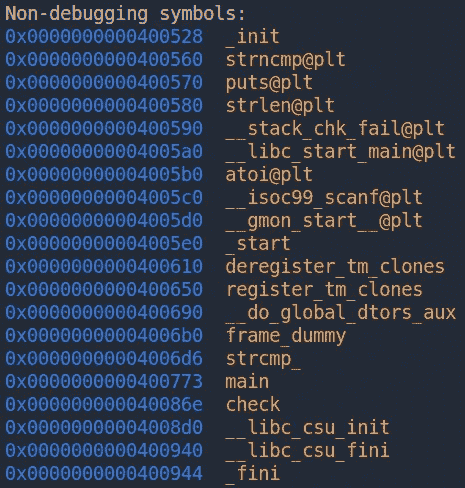 Non-debugging symbols:
0x0000000000400528 _init
0x0000000000400560 strncmp@plt
0x0000000000400570 puts@plt
0x0000000000400580 strlen@plt
0x0000000000400590 __stack_chk_fail@plt
0x00000000004005a0 __libc_start_main@plt
0x00000000004005b0 atoi@plt
0x00000000004005c0 __isoc99_scanf@plt
0x00000000004005d0 __gmon_start__@plt
0x00000000004005e0 _start
0x0000000000400610 deregister_tm_clones
0x0000000000400650 register_tm_clones
0x0000000000400690 __do_global_dtors_aux
0x00000000004006b0 frame_dummy
0x00000000004006d6 strcmp_
0x0000000000400773 main
0x000000000040086e check
0x00000000004008d0 __libc_csu_init
0x0000000000400940 __libc_csu_fini
0x0000000000400944 _fini